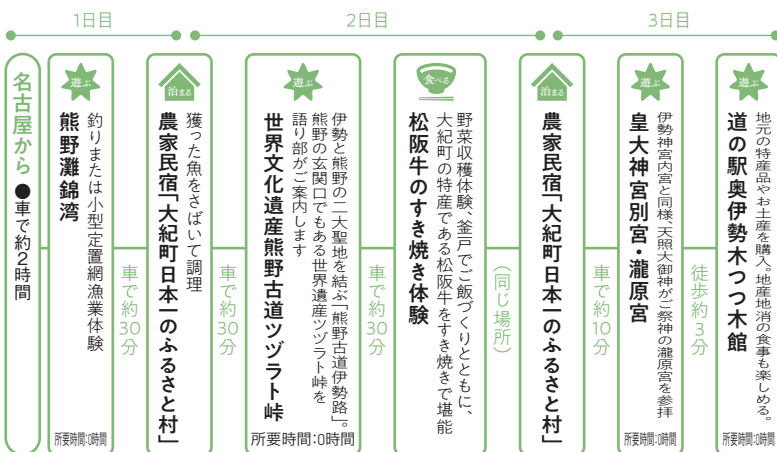 1日目
2日目
3日目
名古屋から ●車で約2時間
遊ぶ
熊野灘錦湾
釣りまたは小型定置網漁業体験
所要時間:0時間
車で約30分
泊まる
農家民宿「大紀町日本一のふるさと村」
獲った魚をさばいて調理
車で約30分
遊ぶ
世界文化遺産熊野古道ツヅラト峠
伊勢と熊野の二大聖地を結ぶ「熊野古道伊勢路」。
熊野の玄関口でもある世界遺産ツヅラト峠を
語り部がご案内します
所要時間:0時間
車で約30分
食べる
松阪牛のすき焼き体験
野菜収穫体験、釜戸でご飯づくりとともに、
大紀町の特産である松阪牛をすき焼きで堪能
(同じ場所)
泊まる
農家民宿「大紀町日本一のふるさと村」
車で約10分
遊ぶ
皇大神宮別宮・瀧原宮
伊勢神宮内宮と同様、天照大御神がご祭神の瀧原宮を参拝
所要時間:0時間
徒歩約3分
遊ぶ
道の駅奥伊勢木つつ木館
地元の特産品やお土産を購入。地産地消の食事も楽しめる。
所要時間:0時間